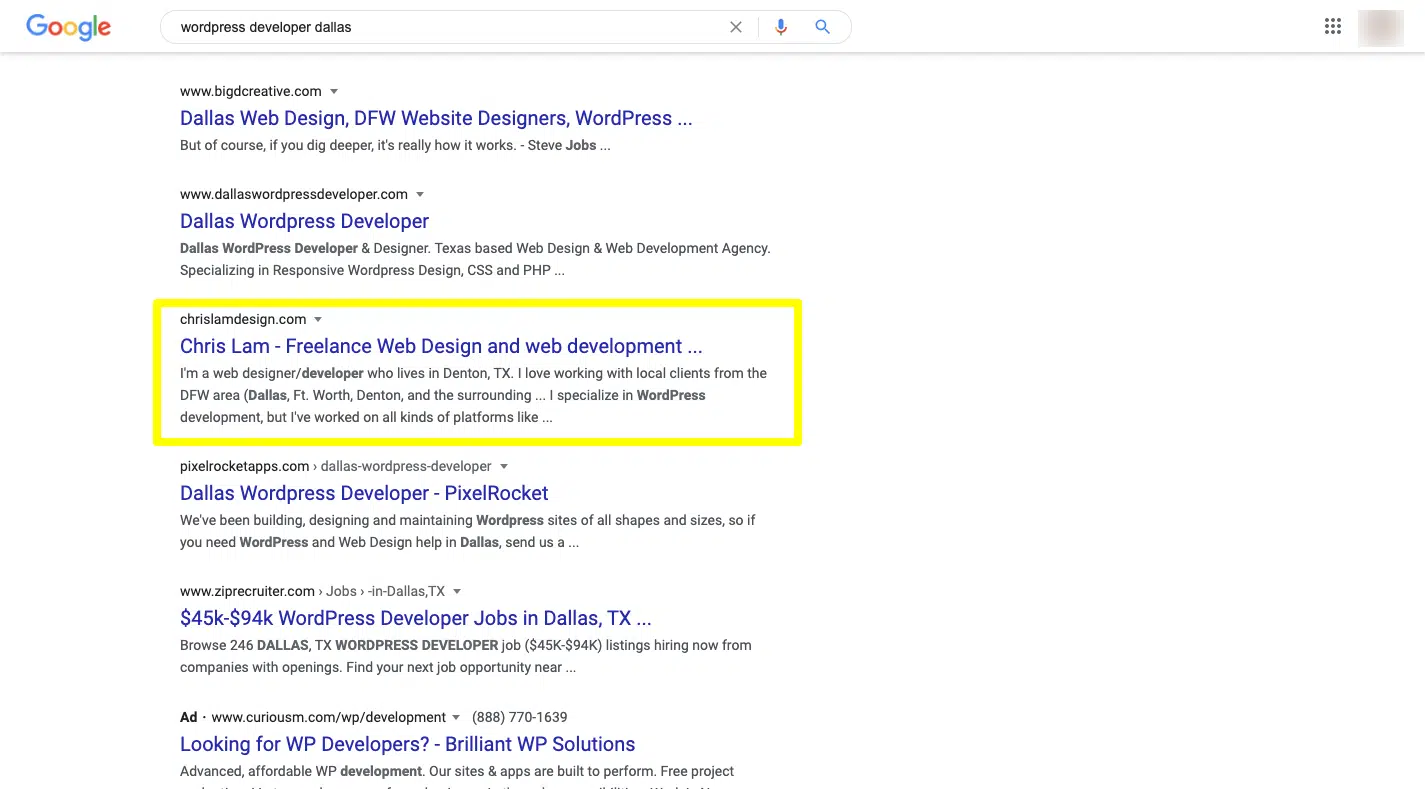 Google
wordpress developer dallas
www.bigdcreative.com
Dallas Web Design, DFW Website Designers, WordPress ...
But of course, if you dig deeper, it's really how it works. - Steve Jobs ...
www.dallaswordpressdeveloper.com
Dallas Wordpress Developer
Dallas WordPress Developer & Designer. Texas based Web Design & Web Development Agency.
Specializing in Responsive Wordpress Design, CSS and PHP ...
chrislamdesign.com
Chris Lam - Freelance Web Design and web development ...
I'm a web designer/developer who lives in Denton, TX. I love working with local clients from the
DFW area (Dallas, Ft. Worth, Denton, and the surrounding ... I specialize in WordPress
development, but I've worked on all kinds of platforms like ...
pixelrocketapps.com › dallas-wordpress-developer
Dallas Wordpress Developer - PixelRocket
We've been building, designing and maintaining Wordpress sites of all shapes and sizes, so if
you need WordPress and Web Design help in Dallas, send us a ...
www.ziprecruiter.com › Jobs › -in-Dallas,TX
$45k-$94k WordPress Developer Jobs in Dallas, TX ...
Browse 246 DALLAS, TX WORDPRESS DEVELOPER job ($45K-$94K) listings hiring now from
companies with openings. Find your next job opportunity near ...
Ad · www.curiousm.com/wp/development (888) 770-1639
Looking for WP Developers? - Brilliant WP Solutions
Advanced, affordable WP development. Our sites & apps are built to perform. Free project